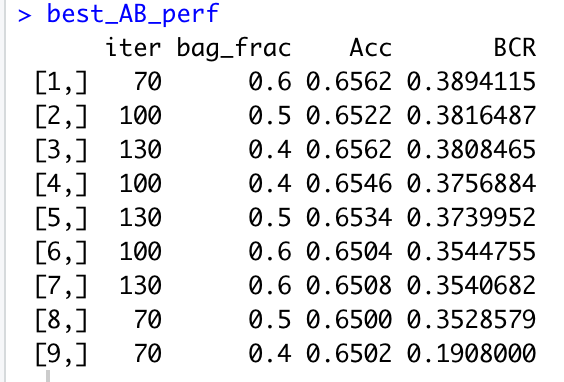 > best_AB_perf
iter bag_frac Acc BCR
[1,] 70 0.6 0.6562 0.3894115
[2,] 100 0.5 0.6522 0.3816487
[3,] 130 0.4 0.6562 0.3808465
[4,] 100 0.4 0.6546 0.3756884
[5,] 130 0.5 0.6534 0.3739952
[6,] 100 0.6 0.6504 0.3544755
[7,] 130 0.6 0.6508 0.3540682
[8,] 70 0.5 0.6500 0.3528579
[9,] 70 0.4 0.6502 0.1908000